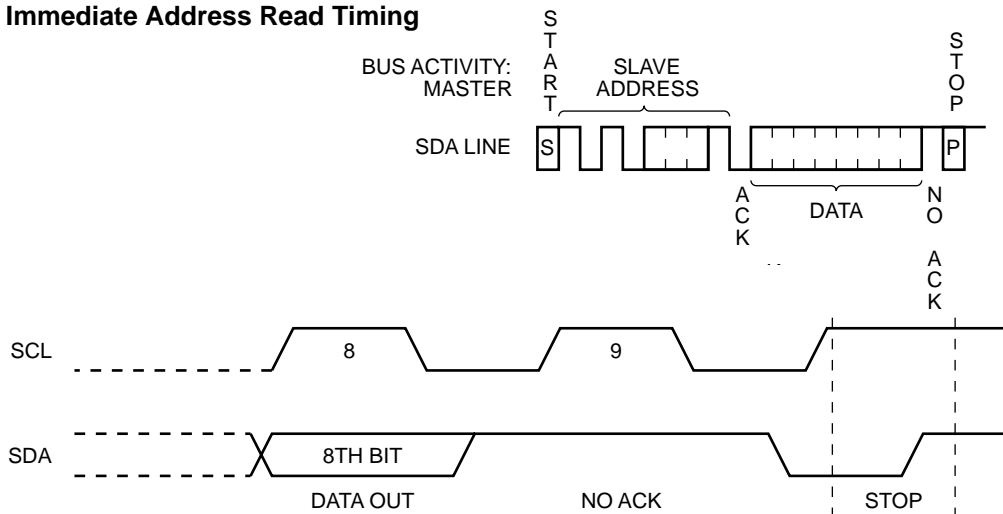 Immediate Address Read Timing
START
BUS ACTIVITY:
MASTER
SLAVE
ADDRESS
STOP
SDA LINE
S
P
ACK
DATA
NO ACK
SCL
8
9
SDA
8TH BIT
DATA OUT
NO ACK
STOP